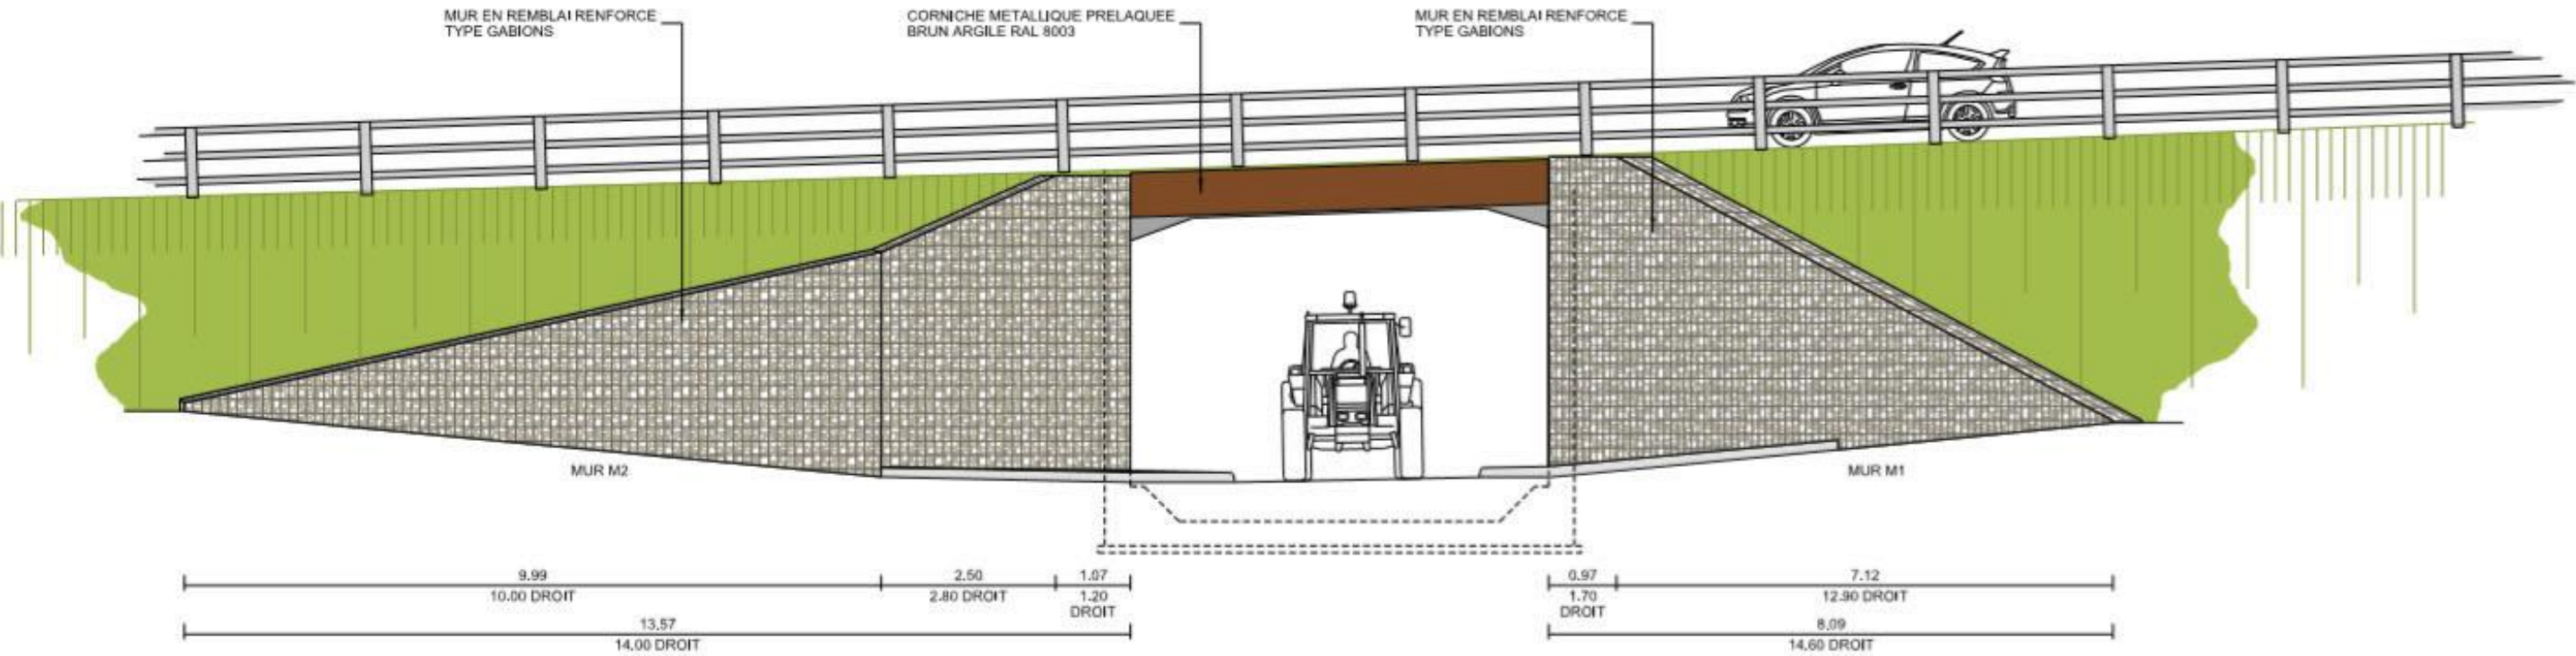 MUR EN REMBLAI RENFORCE
TYPE GABIONS
CORNICHE METALLIQUE PRELAQUEE
BRUN ARGILE RAL 8003
MUR EN REMBLAI RENFORCE
TYPE GABIONS
MUR M2
MUR M1
9.99
10.00 DROIT
2.50
2.80 DROIT
1.07
1.20
DROIT
0.97
1.70
DROIT
7.12
12.90 DROIT
13.57
14.00 DROIT
8.09
14.60 DROIT